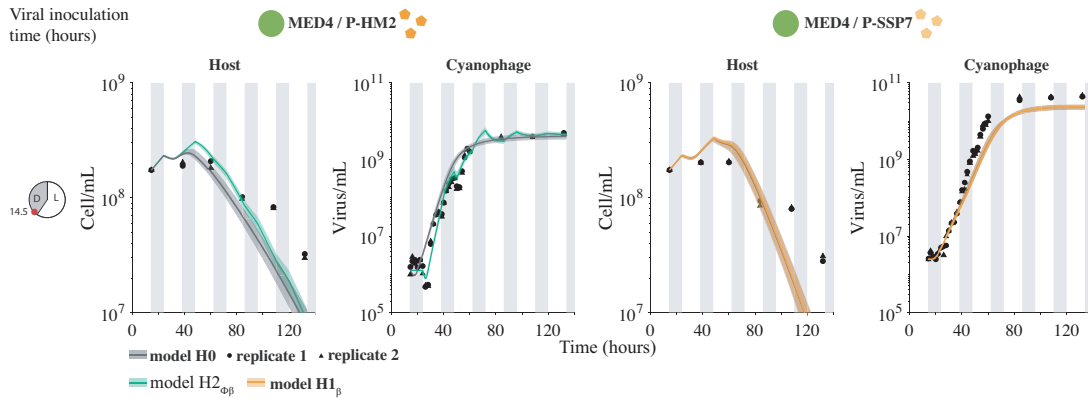 Viral inoculation
time (hours)
MED4 / P-HM2
MED4 / P-SSP7
Host
Cyanophage
Host
Cyanophage
D
L
14.5
Cell/mL
10^9
10^8
10^7
0
40
80
120
Virus/mL
10^11
10^9
10^7
10^5
0
40
80
120
Cell/mL
10^9
10^8
10^7
0
40
80
120
Virus/mL
10^11
10^9
10^7
10^5
0
40
80
120
Time (hours)
model H0
replicate 1
replicate 2
model H2Φβ
model H1β